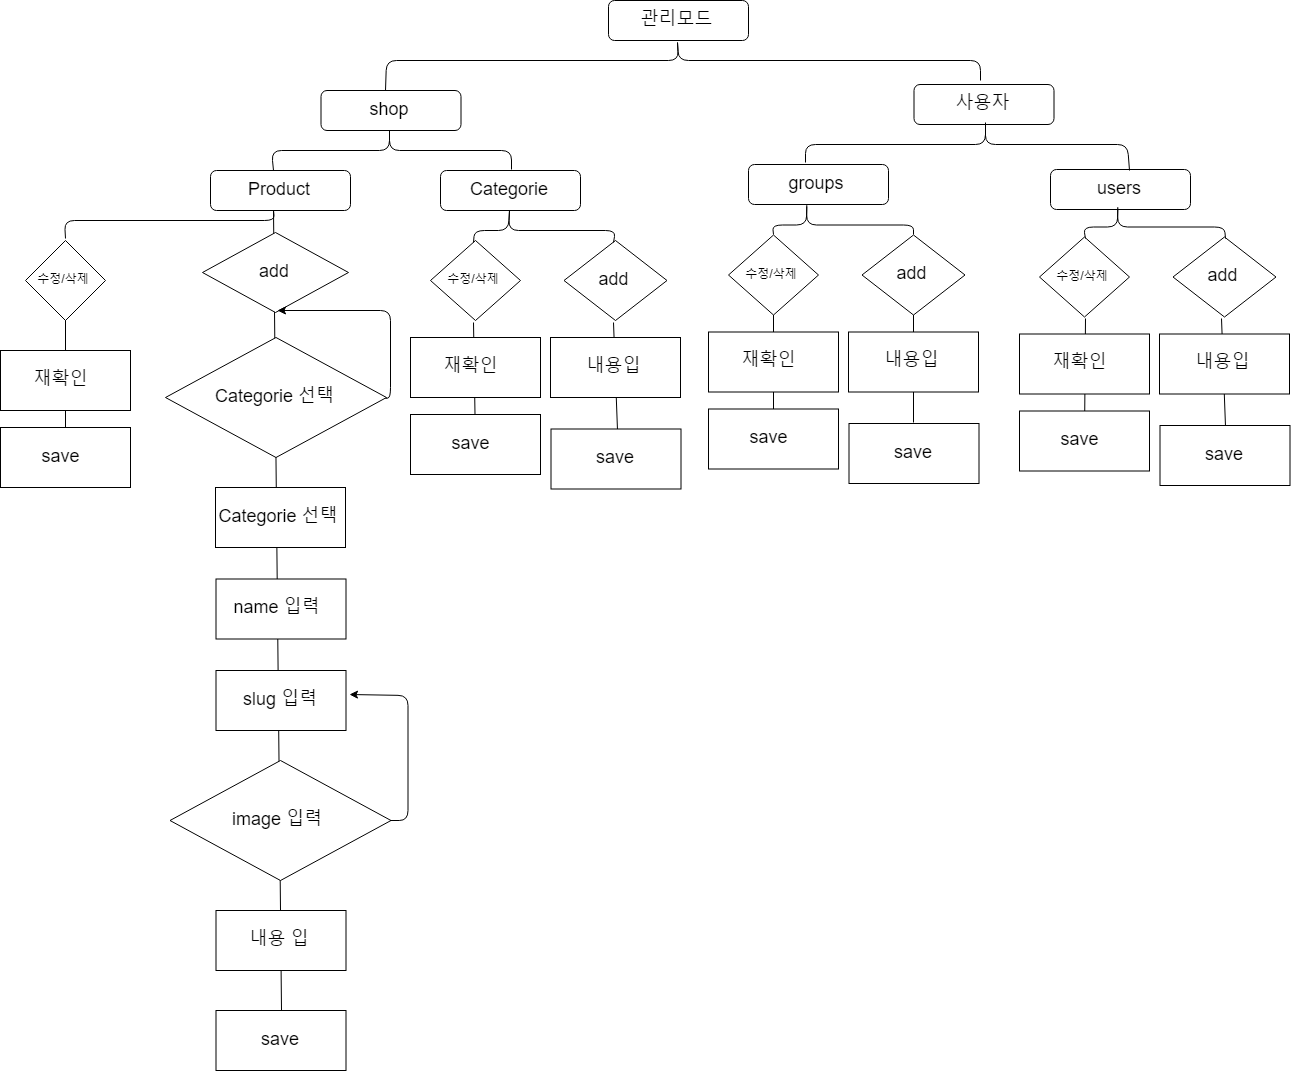 관리모드
shop
사용자
Product
Categorie
groups
users
수정/삭제
add
수정/삭제
add
수정/삭제
add
수정/삭제
add
재확인
Categorie 선택
재확인
내용입
재확인
내용입
재확인
내용입
save
save
save
save
save
save
save
Categorie 선택
name 입력
slug 입력
image 입력
내용 입
save